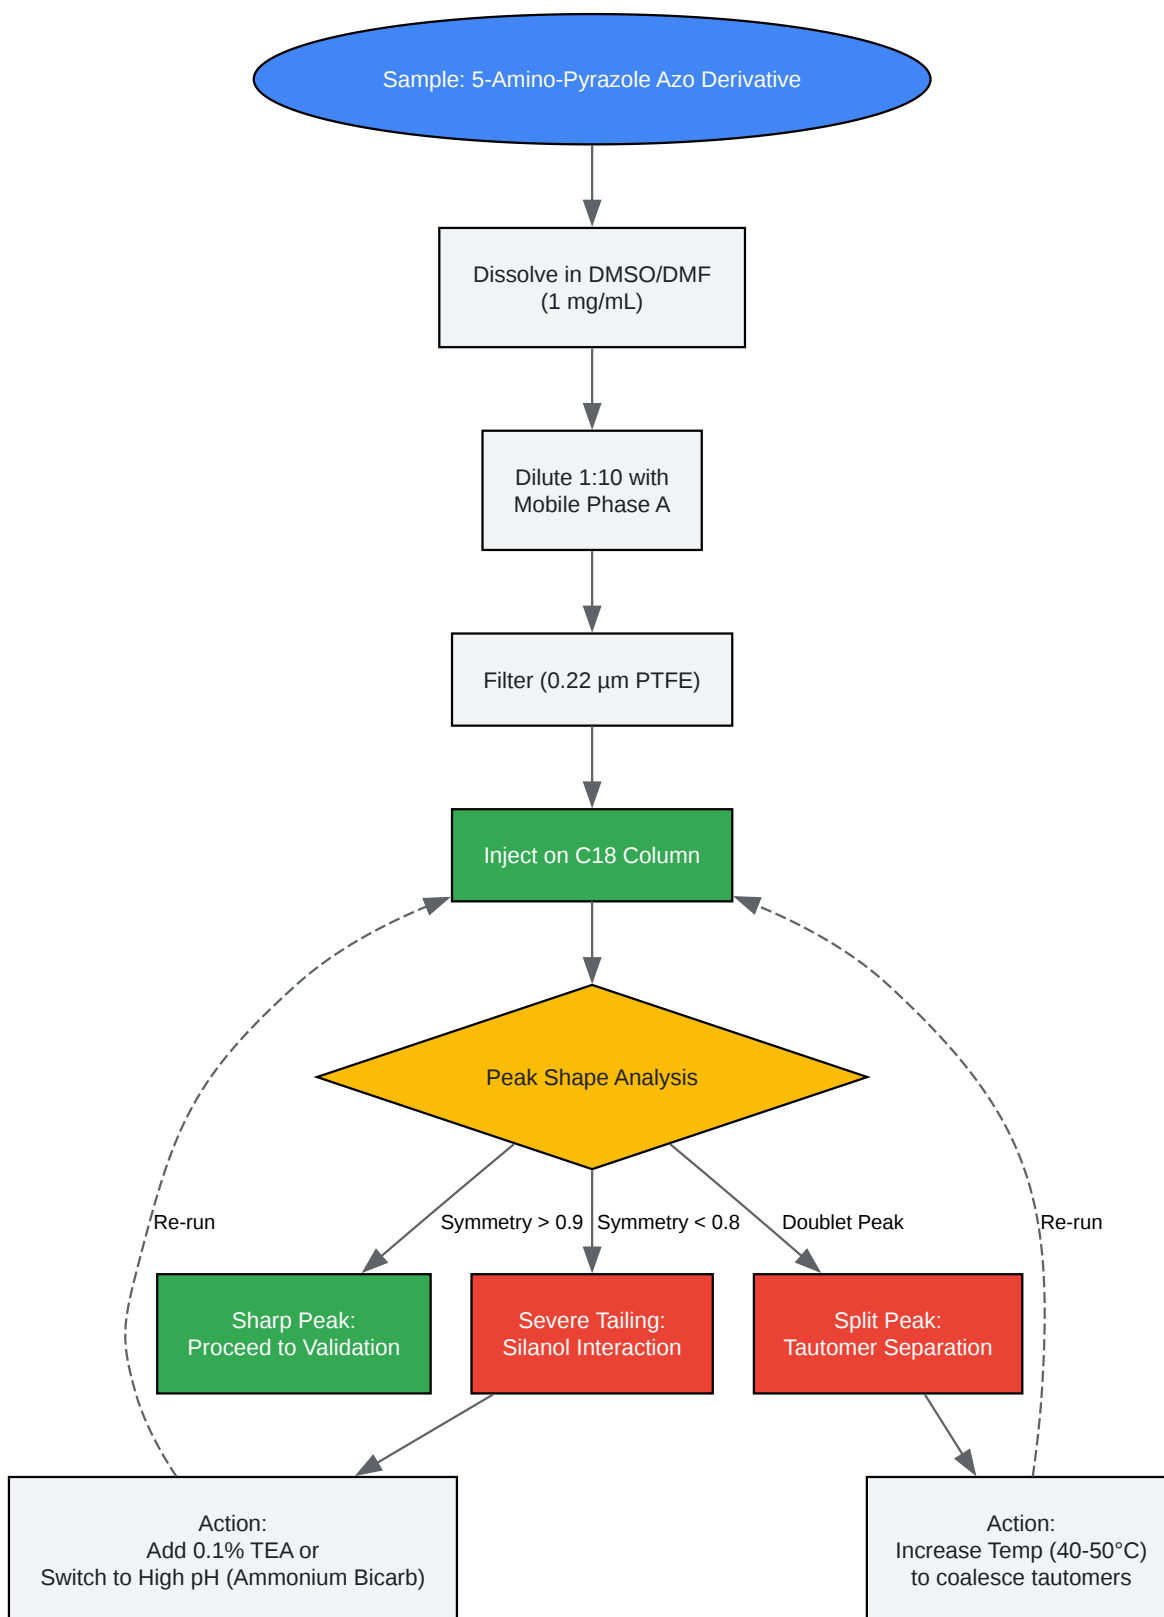 Sample: 5-Amino-Pyrazole Azo Derivative
Dissolve in DMSO/DMF
(1 mg/mL)
Dilute 1:10 with
Mobile Phase A
Filter (0.22 µm PTFE)
Inject on C18 Column
Peak Shape Analysis
Re-run
Symmetry > 0.9
Symmetry < 0.8
Doublet Peak
Re-run
Sharp Peak:
Proceed to Validation
Severe Tailing:
Silanol Interaction
Split Peak:
Tautomer Separation
Action:
Add 0.1% TEA or
Switch to High pH (Ammonium Bicarb)
Action:
Increase Temp (40-50°C)
to coalesce tautomers